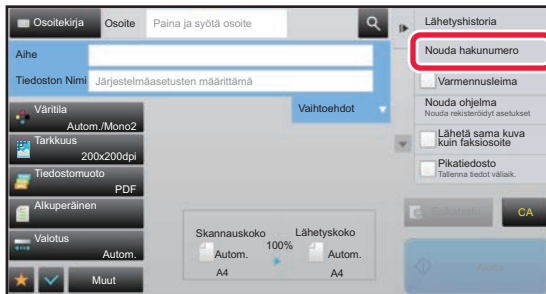 Osoitekirja
Osoite
Paina ja syötä osoite
Aihe
Tiedoston Nimi
Järjestelmäasetusten määrittämä
Vaihtoehdot
Väritila
Autom./Mono2
Tarkkuus
200x200dpi
Tiedostomuoto
PDF
Alkuperäinen
Valotus
Autom.
Muut
Skannauskoko
100%
Lähetyskoko
Autom.
Autom.
A4
A4
Lähetyshistoria
Nouda hakunumero
Varmennusleima
Nouda ohjelma
Nouda rekisteröidyt asetukset
Lähetä sama kuva
kuin faksiosoite
Pikatiedosto
Tallenna tiedot väliaik.
Esikatselu
CA
Aloita